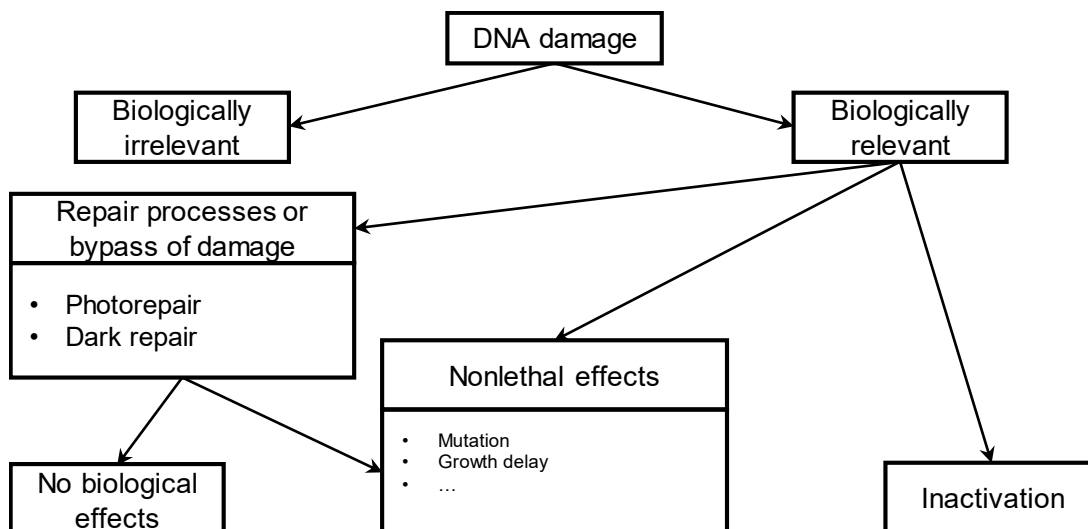 DNA damage
Biologically
irrelevant
Biologically
relevant
Repair processes or
bypass of damage
• Photorepair
• Dark repair
Nonlethal effects
• Mutation
• Growth delay
• …
No biological
effects
Inactivation